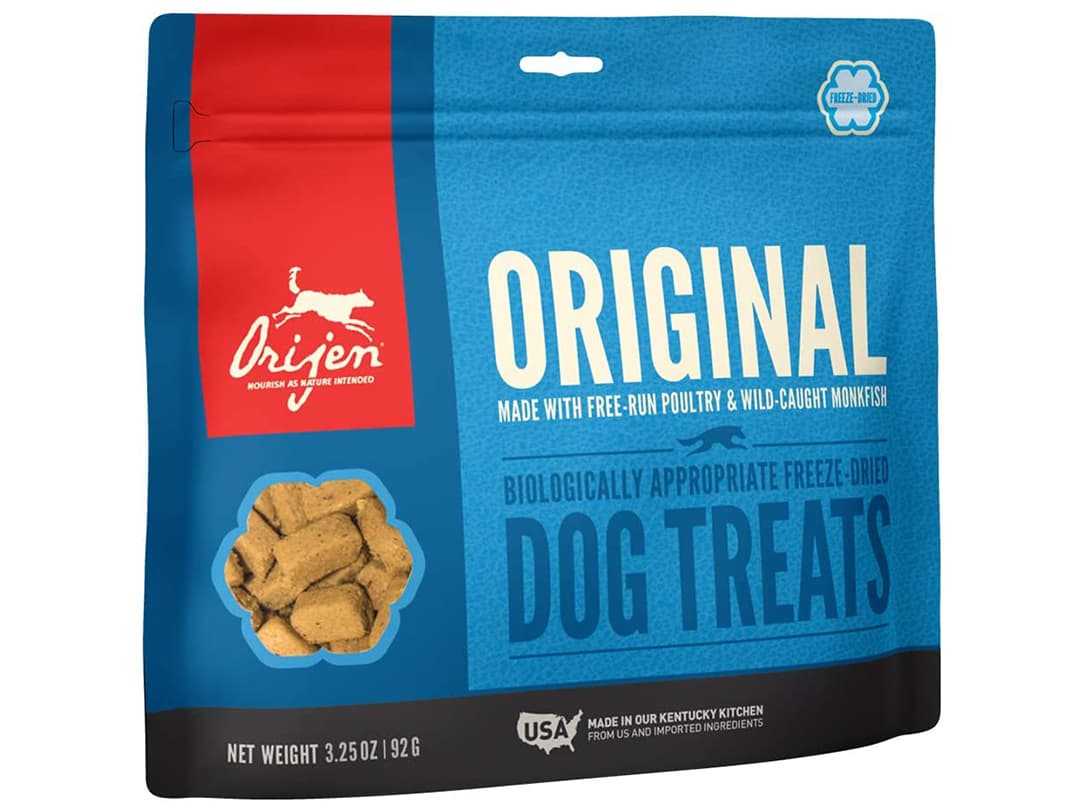 FREEZE-DRIED
Orijen
NOURISH AS NATURE INTENDED
ORIGINAL
MADE WITH FREE-RUN POULTRY & WILD-CAUGHT MONKFISH
BIOLOGICALLY APPROPRIATE FREEZE-DRIED
DOG TREATS
USA
MADE IN OUR KENTUCKY KITCHEN
FROM US AND IMPORTED INGREDIENTS
NET WEIGHT 3.25 OZ | 92 G